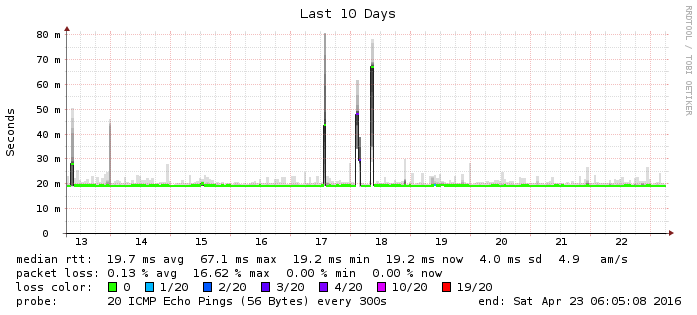 Last 10 Days
RRDTOOL / TOBI OETIKER
Seconds
80 m
70 m
60 m
50 m
40 m
30 m
20 m
10 m
0
13 14 15 16 17 18 19 20 21 22
median rtt: 19.7 ms avg 67.1 ms max 19.2 ms min 19.2 ms now 4.0 ms sd 4.9 am/s
packet loss: 0.13 % avg 16.62 % max 0.00 % min 0.00 % now
loss color: 0 1/20 2/20 3/20 4/20 10/20 19/20
probe: 20 ICMP Echo Pings (56 Bytes) every 300s end: Sat Apr 23 06:05:08 2016